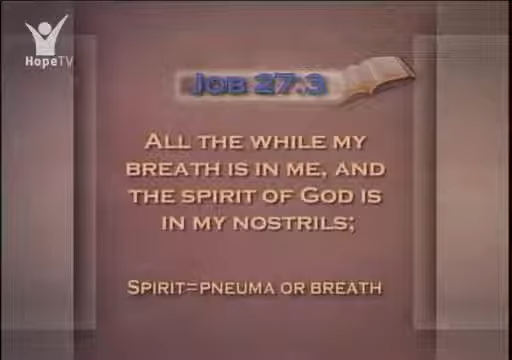 HopeTV
JOB 27:3
ALL THE WHILE MY
BREATH IS IN ME, AND
THE SPIRIT OF GOD IS
IN MY NOSTRILS;
SPIRIT=PNEUMA OR BREATH